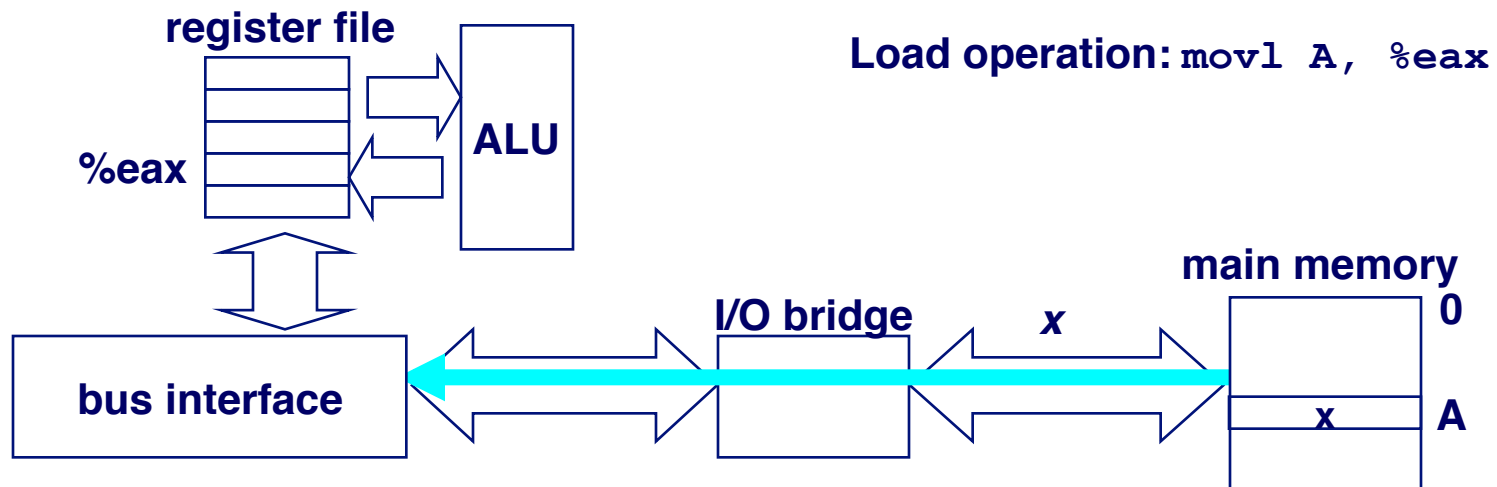 register file
Load operation: movl A, %eax
ALU
%eax
main memory
0
I/O bridge
x
bus interface
x
A